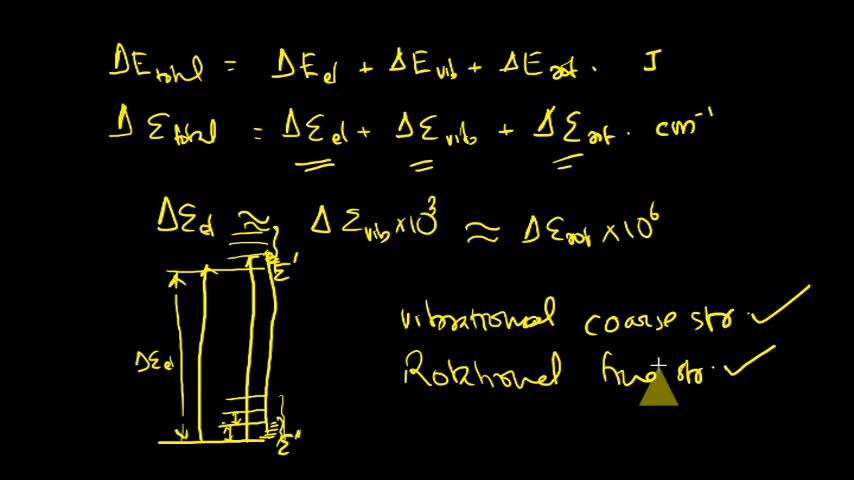 ΔE_total = ΔE_el + ΔE_vib + ΔE_rot . J
Δε_total = Δε_el + Δε_vib + Δε_rot . cm⁻¹
Δε_el ≈ Δε_vib × 10³ ≈ Δε_rot × 10⁶
ε'
vibrational coarse str. ✓
Δε_el
Rotational fine str. ✓
ε''